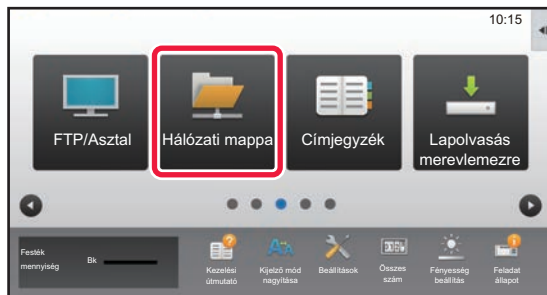 10:15
FTP/Asztal
Hálózati mappa
Címjegyzék
Lapolvasás
merevlemezre
Festék
mennyiség
Bk
Kezelési
útmutató
Kijelző mód
nagyítása
Beállítások
Összes
szám
Fényesség
beállítás
Feladat
állapot